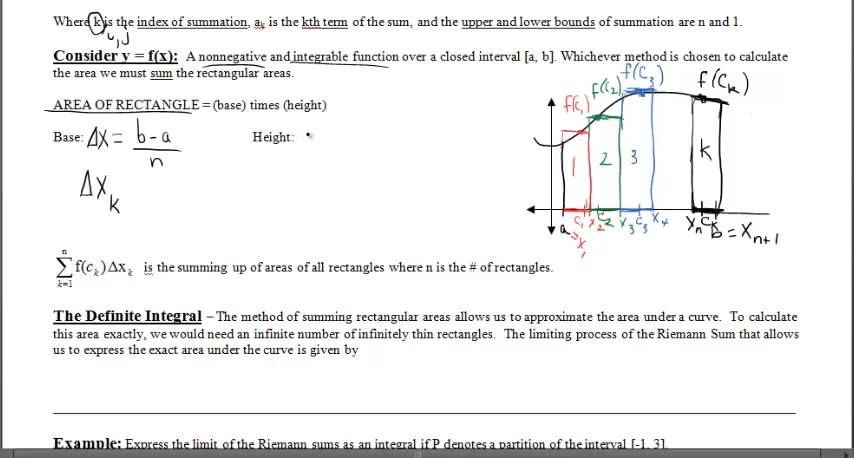 Where k is the index of summation, aₖ is the kth term of the sum, and the upper and lower bounds of summation are n and 1.
i, j
Consider y = f(x): A nonnegative and integrable function over a closed interval [a, b]. Whichever method is chosen to calculate
the area we must sum the rectangular areas.
AREA OF RECTANGLE = (base) times (height)
Base: Δx = b-a / n
Height:
Δxₖ
f(c₁) f(c₂) f(c₃) f(cₖ)
1 2 3 k
a = x₁ c₁ x₂ c₂ x₃ c₃ x₄ xₙ cₖ b = xₙ₊₁
n
∑ f(cₖ)Δxₖ is the summing up of areas of all rectangles where n is the # of rectangles.
k=1
The Definite Integral – The method of summing rectangular areas allows us to approximate the area under a curve. To calculate
this area exactly, we would need an infinite number of infinitely thin rectangles. The limiting process of the Riemann Sum that allows
us to express the exact area under the curve is given by
Example: Express the limit of the Riemann sums as an integral if P denotes a partition of the interval [-1, 3].